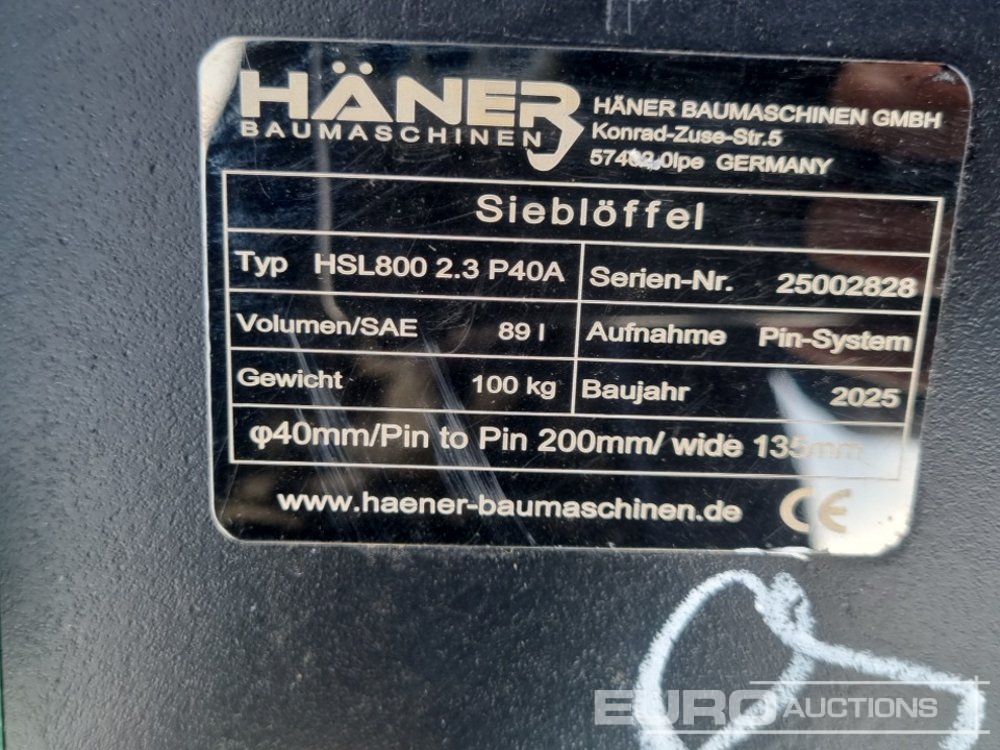 HÄNER
BAUMASCHINEN
HÄNER BAUMASCHINEN GMBH
Konrad-Zuse-Str.5
57462 Olpe GERMANY
Sieblöffel
Typ HSL800 2.3 P40A
Serien-Nr. 25002828
Volumen/SAE 89 l
Aufnahme Pin-System
Gewicht 100 kg
Baujahr 2025
φ40mm/Pin to Pin 200mm/ wide 135mm
www.haener-baumaschinen.de CE
EURO AUCTIONS